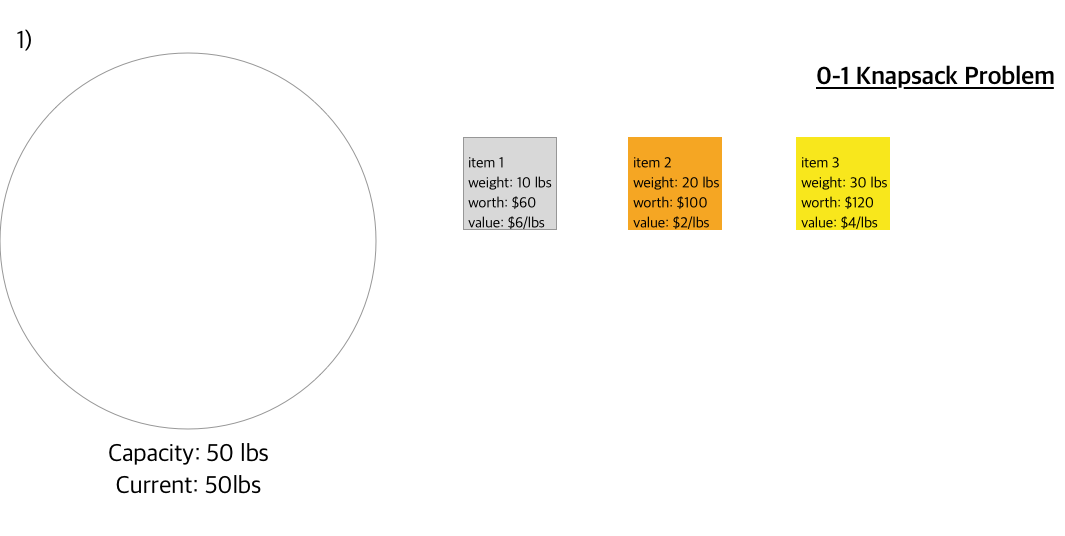 1)
0-1 Knapsack Problem
item 1
weight: 10 lbs
worth: $60
value: $6/lbs
item 2
weight: 20 lbs
worth: $100
value: $2/lbs
item 3
weight: 30 lbs
worth: $120
value: $4/lbs
Capacity: 50 lbs
Current: 50lbs